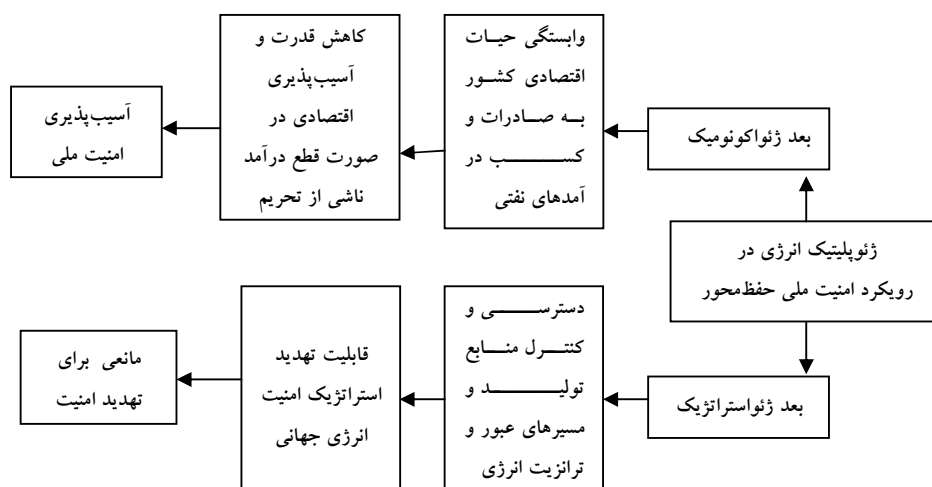 ژئوپلیتیک انرژی در
رویکرد امنیت ملی حفظ‌محور
بعد ژئواکونومیک
وابستگی حیات
اقتصادی کشور
به صادرات و
کسب در
آمدهای نفتی
کاهش قدرت و
آسیب‌پذیری
اقتصادی در
صورت قطع درآمد
ناشی از تحریم
آسیب‌پذیری
امنیت ملی
بعد ژئواستراتژیک
دسترسی و
کنترل منابع
تولید و
مسیرهای عبور و
ترانزیت انرژی
قابلیت تهدید
استراتژیک امنیت
انرژی جهانی
مانعی برای
تهدید امنیت